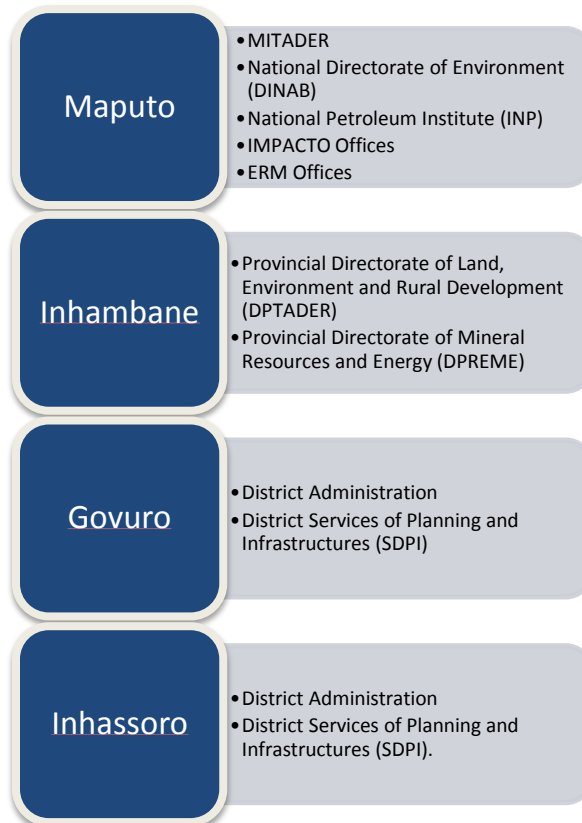 Maputo
•MITADER
•National Directorate of Environment
(DINAB)
•National Petroleum Institute (INP)
•IMPACTO Offices
•ERM Offices
Inhambane
•Provincial Directorate of Land,
Environment and Rural Development
(DPTADER)
•Provincial Directorate of Mineral
Resources and Energy (DPREME)
Govuro
•District Administration
•District Services of Planning and
Infrastructures (SDPI)
Inhassoro
•District Administration
•District Services of Planning and
Infrastructures (SDPI).